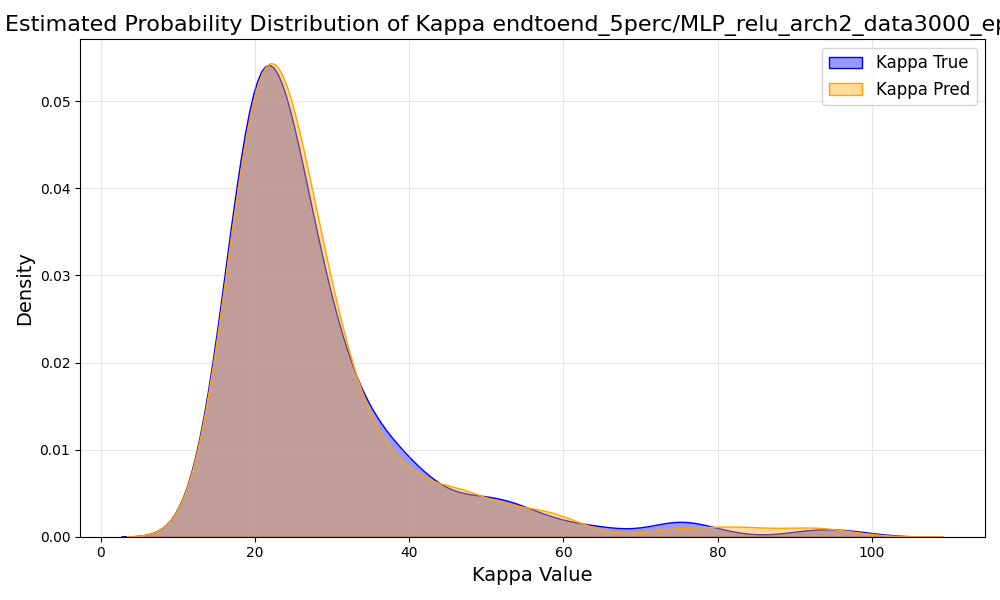 Estimated Probability Distribution of Kappa endtoend_5perc/MLP_relu_arch2_data3000_ep
Kappa True
Kappa Pred
0.05
0.04
0.03
0.02
0.01
0.00
Density
0 20 40 60 80 100
Kappa Value